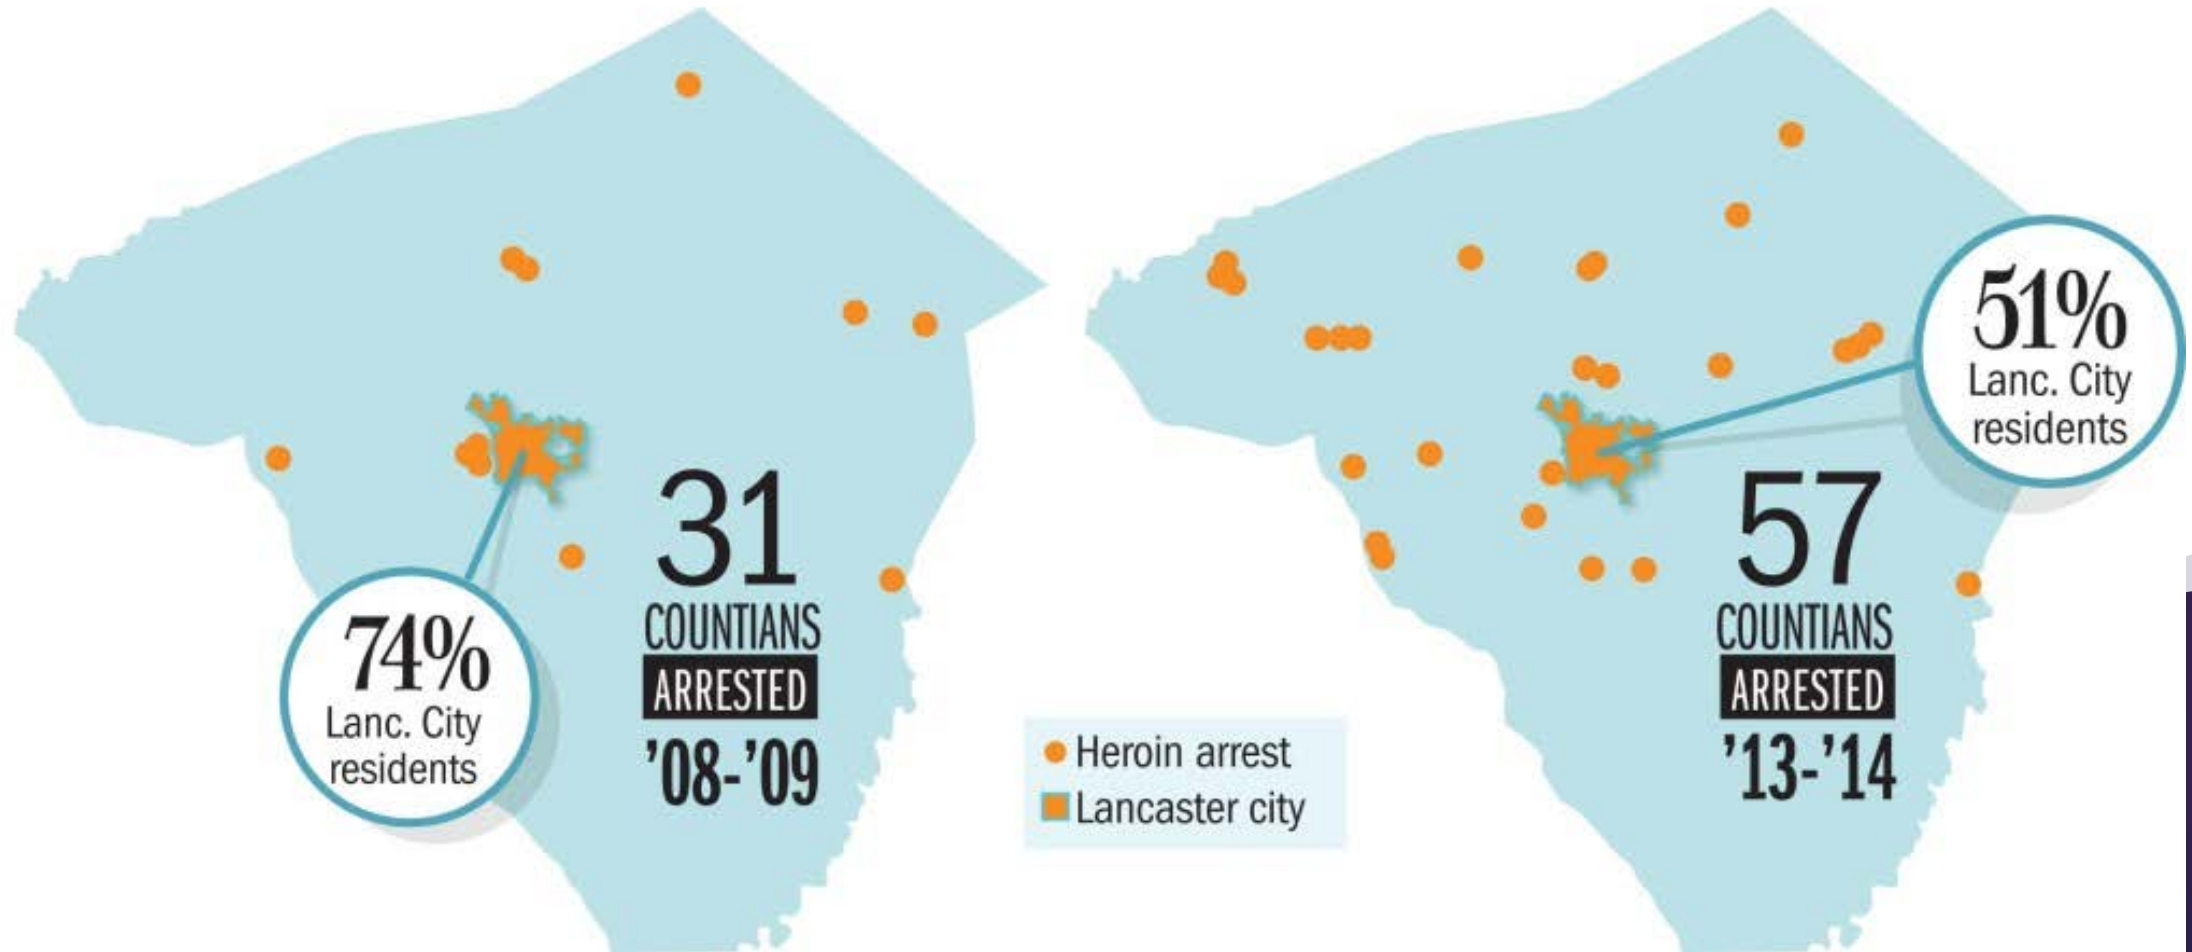 74%
Lanc. City
residents
31
COUNTIANS
ARRESTED
’08-’09
Heroin arrest
Lancaster city
51%
Lanc. City
residents
57
COUNTIANS
ARRESTED
’13-’14